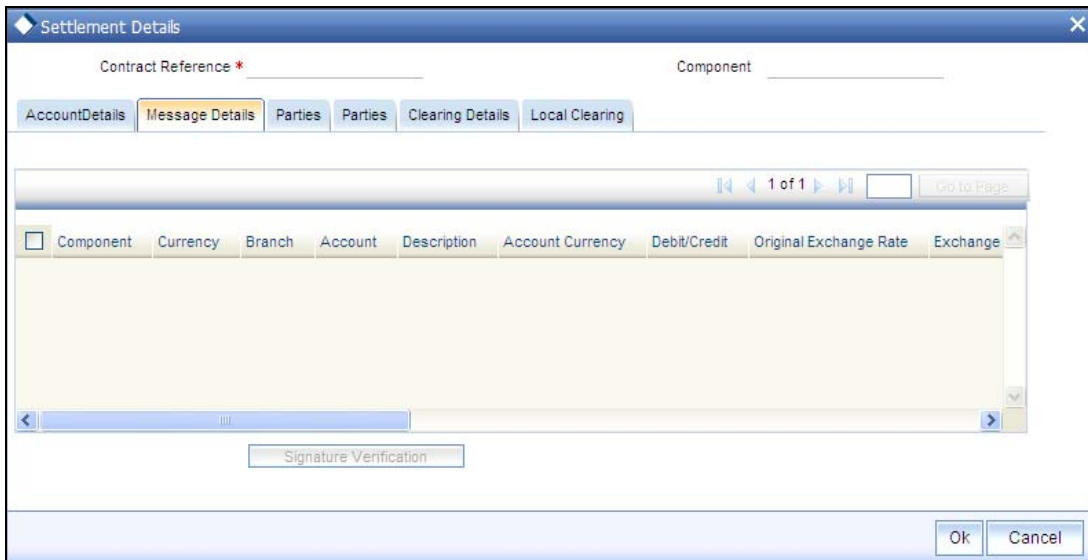 Settlement Details
Contract Reference * Component
AccountDetails Message Details Parties Parties Clearing Details Local Clearing
1 of 1 Go to Page
Component Currency Branch Account Description Account Currency Debit/Credit Original Exchange Rate Exchange
Signature Verification
Ok Cancel